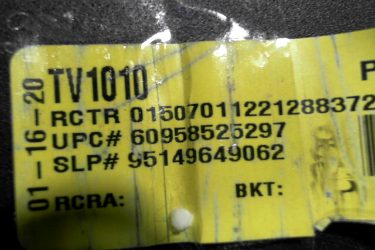 01-16-20
TV1010
RCTR 01507011221288372
UPC# 60958525297
SLP# 95149649062
RCRA:
BKT:
P